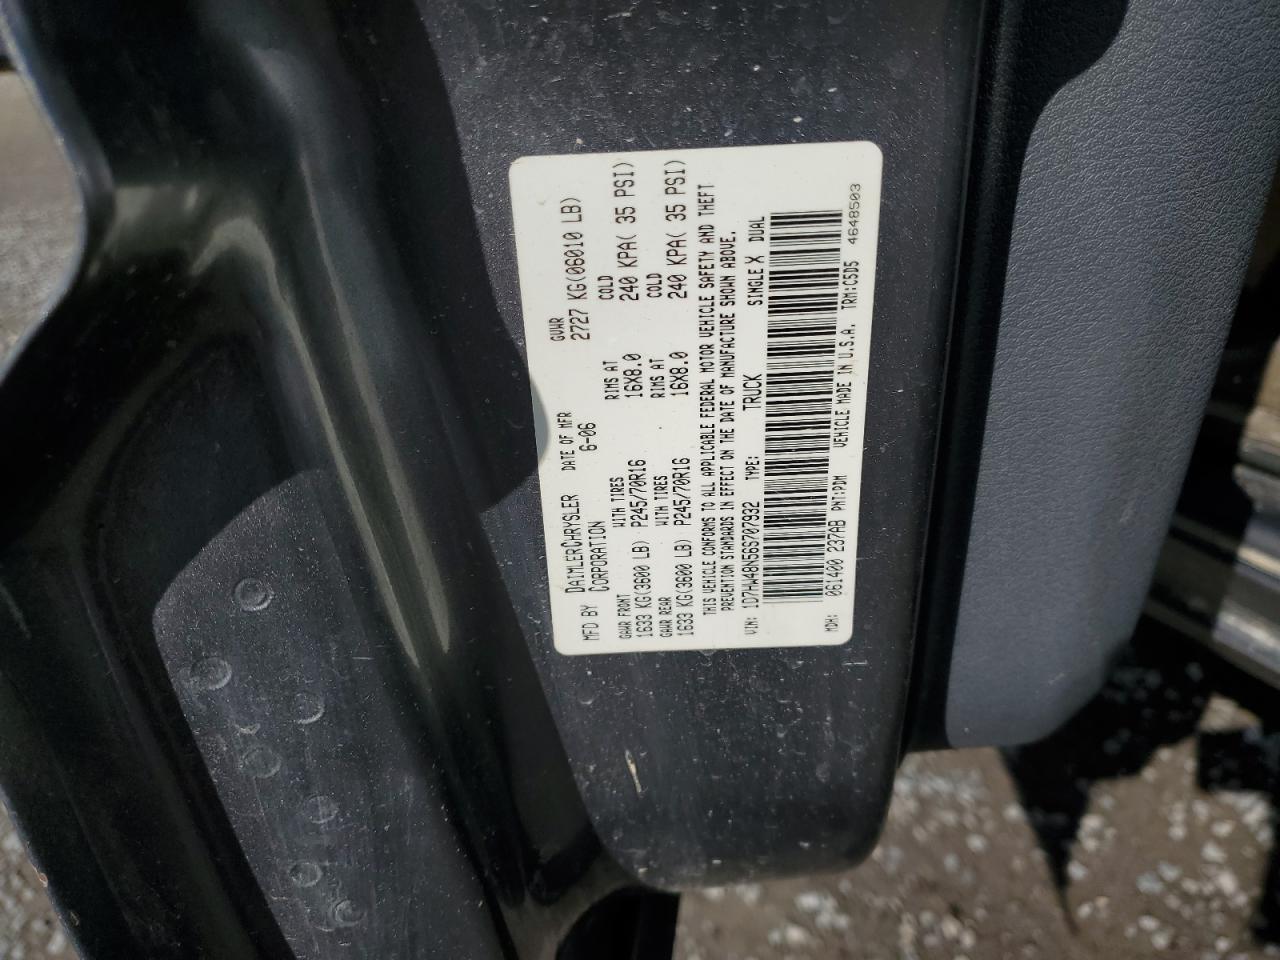 MFD BY DAIMLERCHRYSLER CORPORATION DATE OF MFR 6-06 GVWR 2727 KG(06010 LB)
GAWR FRONT WITH TIRES RIMS AT COLD
1633 KG(3600 LB) P245/70R16 16X8.0 240 KPA( 35 PSI)
GAWR REAR WITH TIRES RIMS AT COLD
1633 KG(3600 LB) P245/70R16 16X8.0 240 KPA( 35 PSI)
THIS VEHICLE CONFORMS TO ALL APPLICABLE FEDERAL MOTOR VEHICLE SAFETY AND THEFT
PREVENTION STANDARDS IN EFFECT ON THE DATE OF MANUFACTURE SHOWN ABOVE.
VIN: 1D7HW48N56S707932 TYPE: TRUCK SINGLE X DUAL
MDH: 061400 237AB PNT:PDM VEHICLE MADE IN U.S.A. TRM:C5D5 4648503